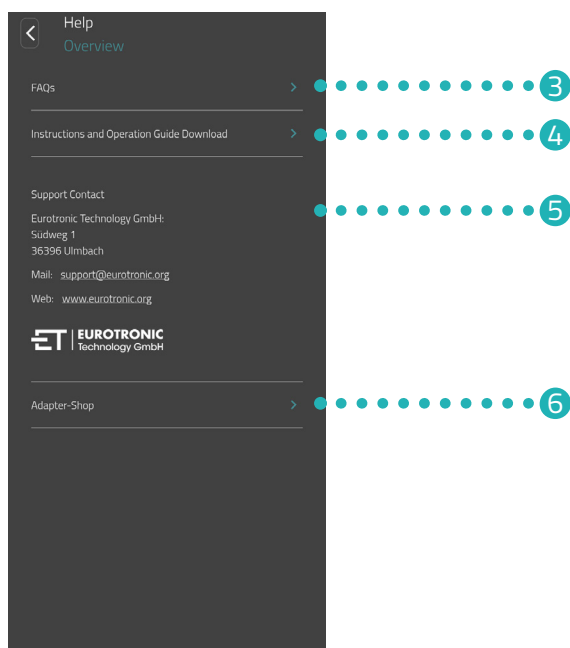 Help
Overview
FAQs
3
Instructions and Operation Guide Download
4
Support Contact
5
Eurotronic Technology GmbH:
Südweg 1
36396 Ulmbach
Mail: support@eurotronic.org
Web: www.eurotronic.org
ET EUROTRONIC
Technology GmbH
Adapter-Shop
6